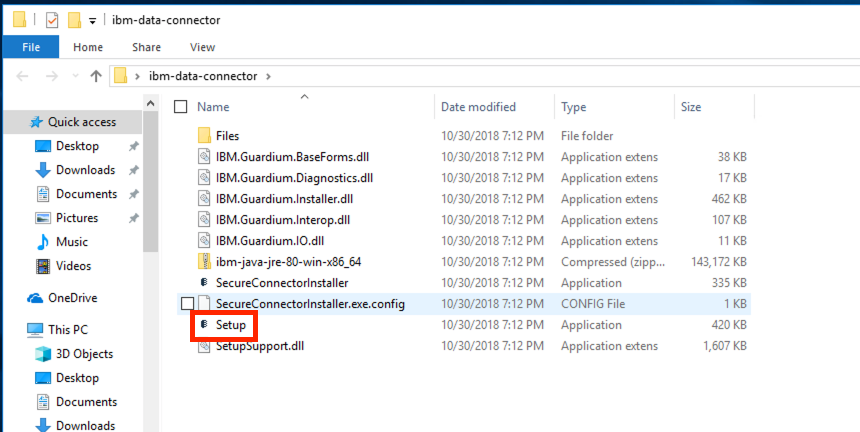 ibm-data-connector
File Home Share View
ibm-data-connector
Name Date modified Type Size
Quick access
Desktop
Downloads
Documents
Pictures
Music
Videos
OneDrive
This PC
3D Objects
Desktop
Documents
Downloads
Files 10/30/2018 7:12 PM File folder
IBM.Guardium.BaseForms.dll 10/30/2018 7:12 PM Application extens 38 KB
IBM.Guardium.Diagnostics.dll 10/30/2018 7:12 PM Application extens 17 KB
IBM.Guardium.Installer.dll 10/30/2018 7:12 PM Application extens 462 KB
IBM.Guardium.Interop.dll 10/30/2018 7:12 PM Application extens 107 KB
IBM.Guardium.IO.dll 10/30/2018 7:12 PM Application extens 11 KB
ibm-java-jre-80-win-x86_64 10/30/2018 7:12 PM Compressed (zipp... 143,172 KB
SecureConnectorInstaller 10/30/2018 7:12 PM Application 335 KB
SecureConnectorInstaller.exe.config 10/30/2018 7:12 PM CONFIG File 1 KB
Setup 10/30/2018 7:12 PM Application 420 KB
SetupSupport.dll 10/30/2018 7:12 PM Application extens 1,607 KB